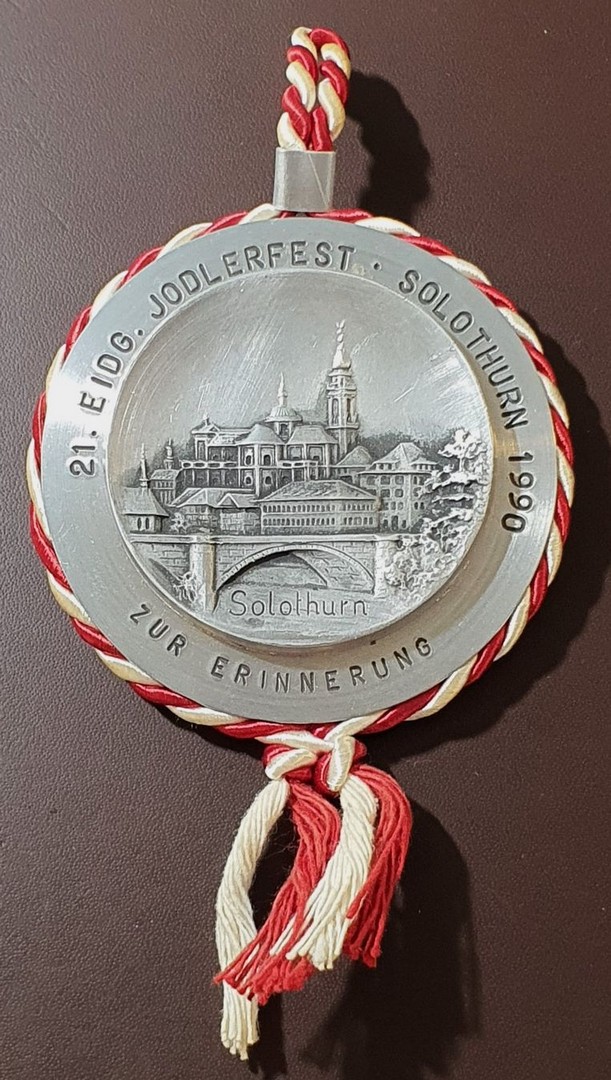 21. EIDG. JODLERFEST · SOLOTHURN 1990
Solothurn
ZUR ERINNERUNG